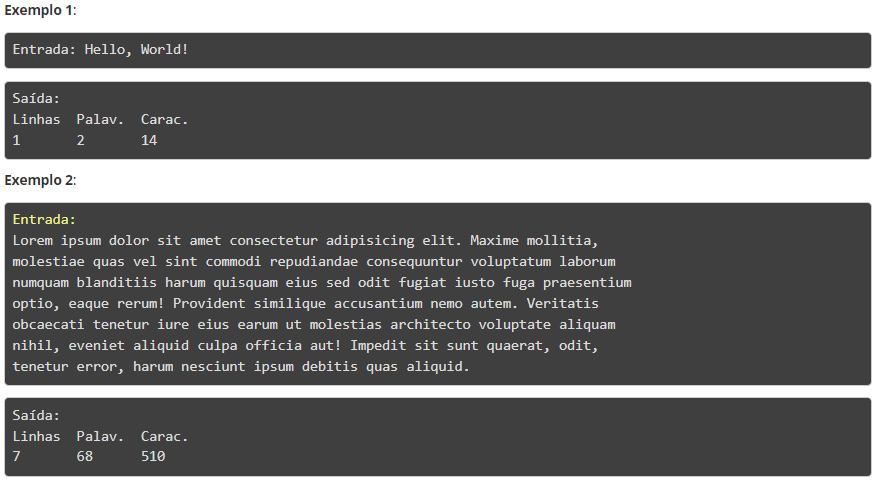 Exemplo 1:
Entrada: Hello, World!
Saída:
Linhas  Palav.  Carac.
1       2       14
Exemplo 2:
Entrada:
Lorem ipsum dolor sit amet consectetur adipisicing elit. Maxime mollitia,
molestiae quas vel sint commodi repudiandae consequuntur voluptatum laborum
numquam blanditiis harum quisquam eius sed odit fugiat iusto fuga praesentium
optio, eaque rerum! Provident similique accusantium nemo autem. Veritatis
obcaecati tenetur iure eius earum ut molestias architecto voluptate aliquam
nihil, eveniet aliquid culpa officia aut! Impedit sit sunt quaerat, odit,
tenetur error, harum nesciunt ipsum debitis quas aliquid.
Saída:
Linhas  Palav.  Carac.
7       68      510